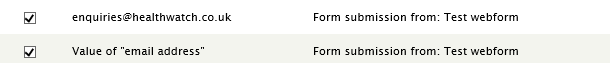 enquiries@healthwatch.co.uk Form submission from: Test webform
Value of "email address" Form submission from: Test webform